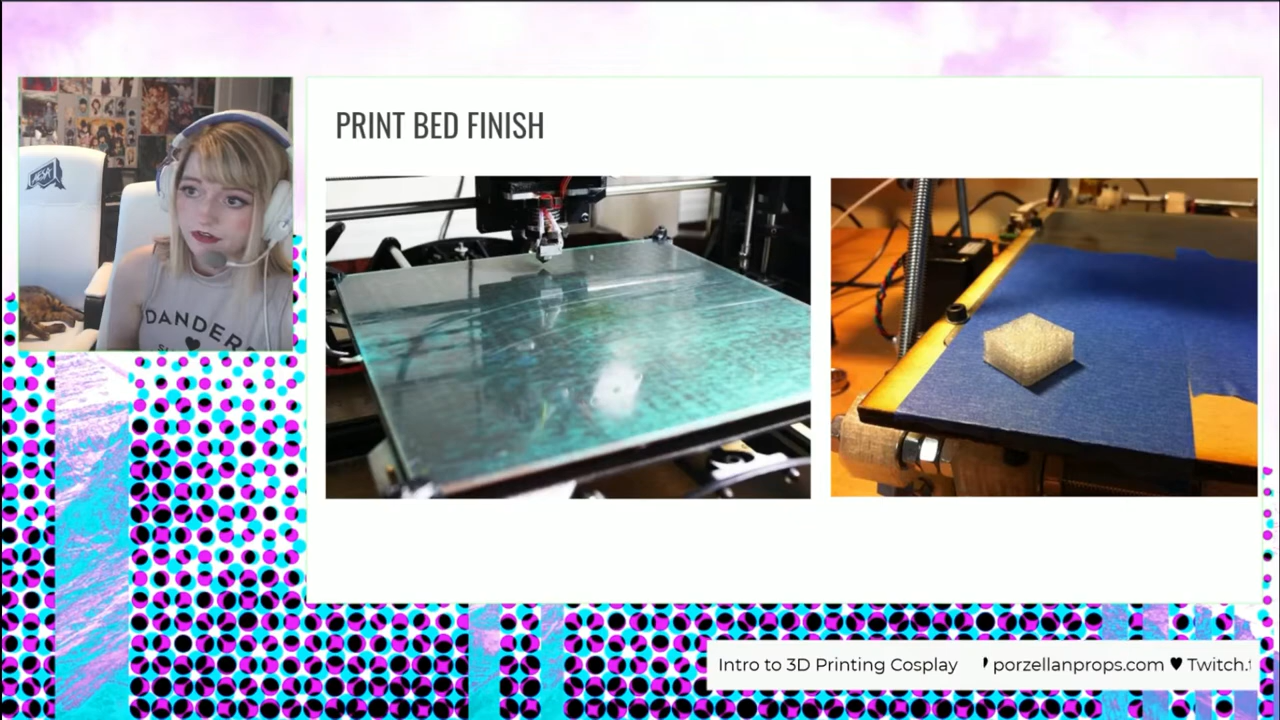 PRINT BED FINISH
DANDER
Intro to 3D Printing Cosplay porzellanprops.com ♥ Twitch.t